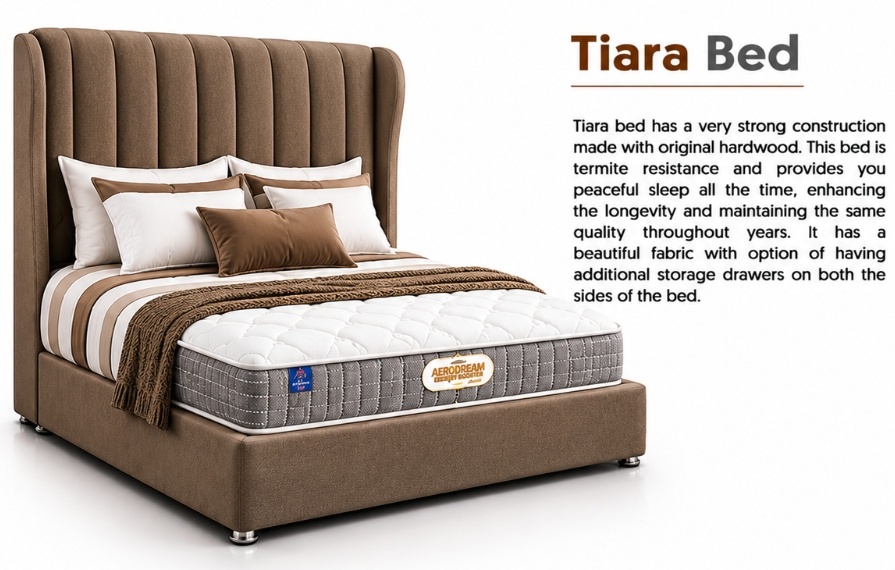 Tiara Bed
Tiara bed has a very strong construction
made with original hardwood. This bed is
termite resistance and provides you
peaceful sleep all the time, enhancing
the longevity and maintaining the same
quality throughout years. It has a
beautiful fabric with option of having
additional storage drawers on both the
sides of the bed.
AERODREAM